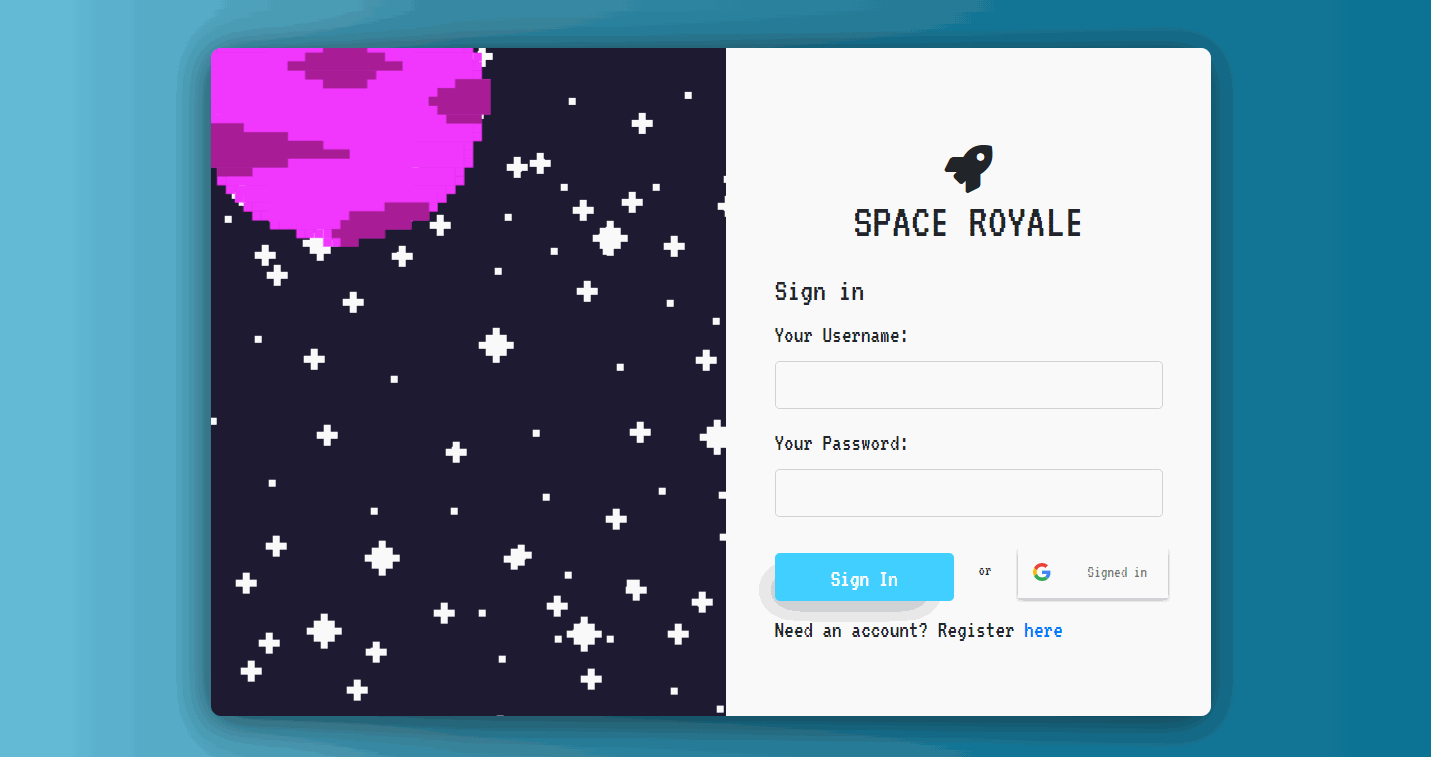 SPACE ROYALE
Sign in
Your Username:
Your Password:
Sign In or Signed in
Need an account? Register here